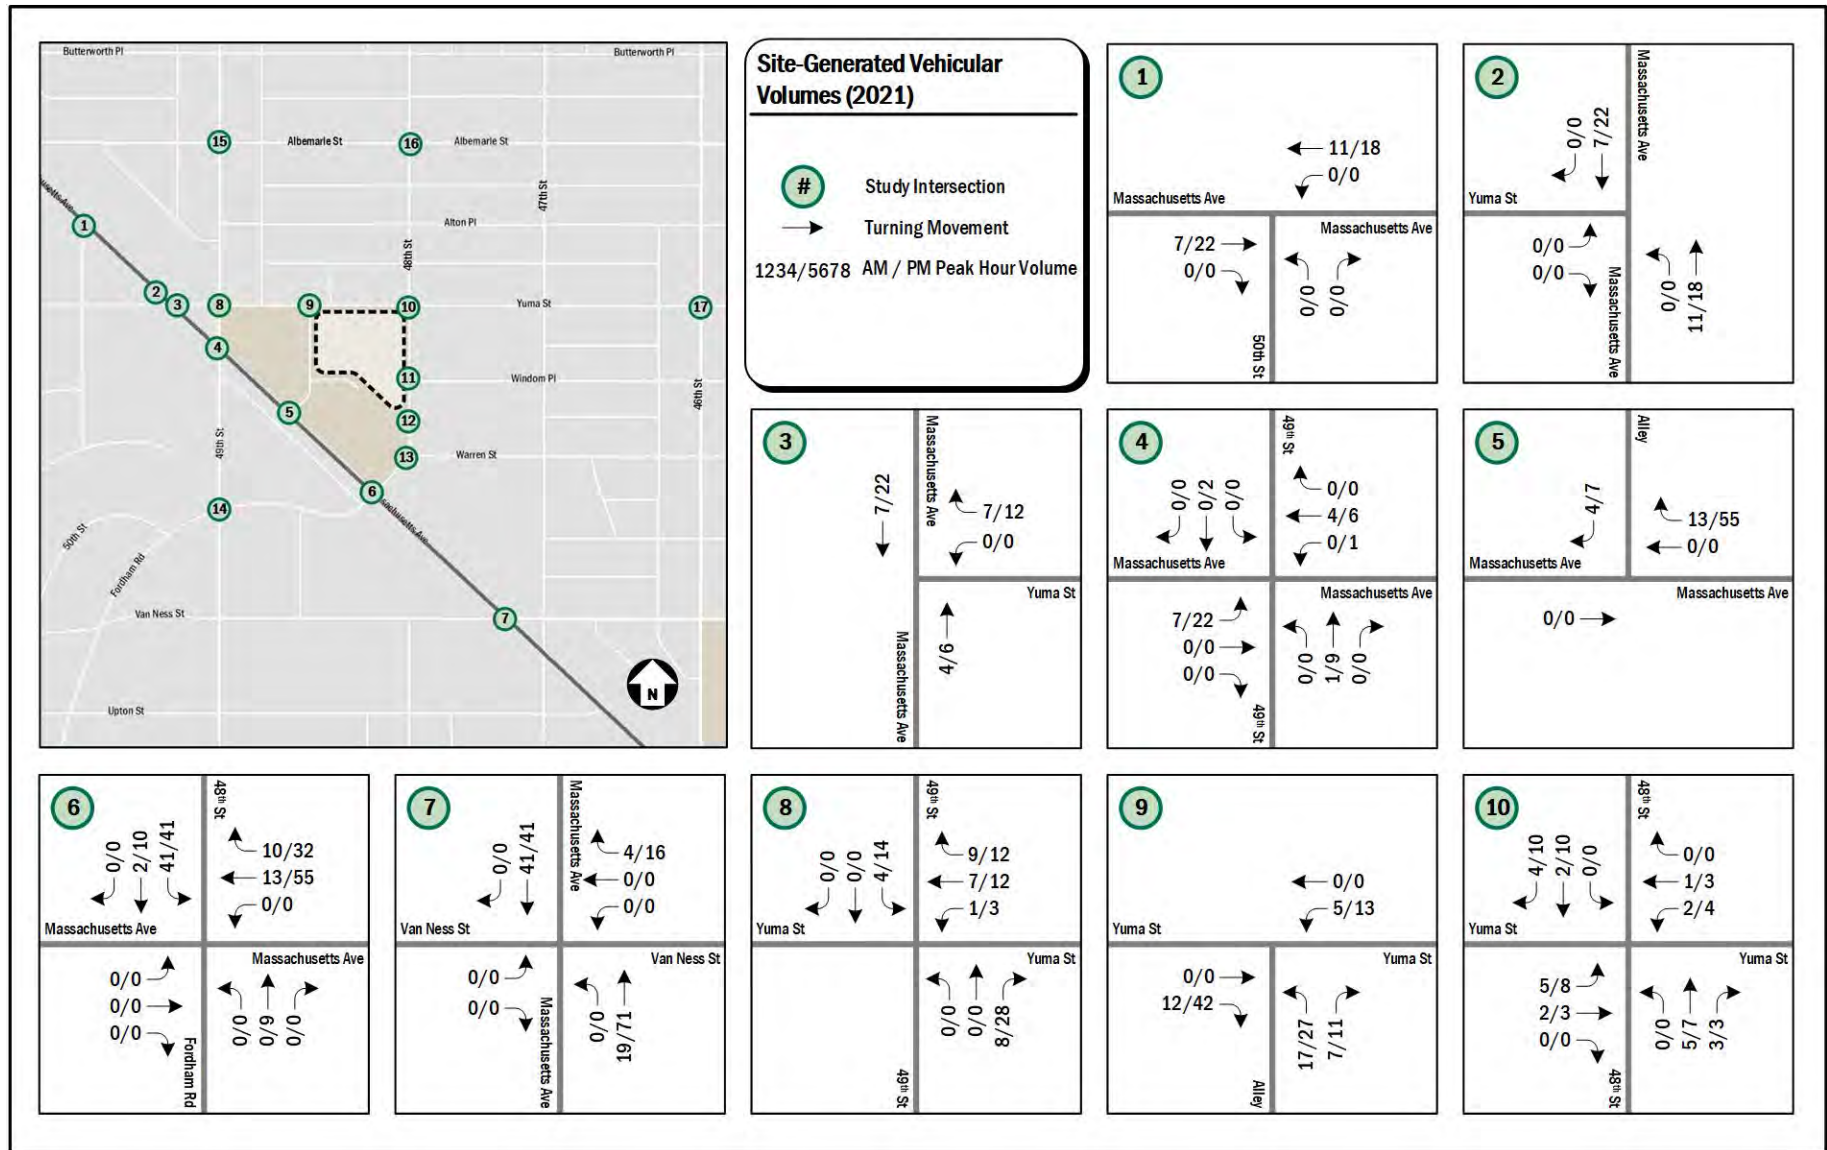 Butterworth Pl
Butterworth Pl
15
Albemarle St
16
Albemarle St
47th St
1
Alton Pl
48th St
2
3
8
9
10
Yuma St
17
4
11
Windom Pl
46th St
5
12
49th St
13
Warren St
6
14
50th St
Fordham Rd
Van Ness St
7
N
Upton St
Site-Generated Vehicular
Volumes (2021)
#
Study Intersection
Turning Movement
1234/5678
AM / PM Peak Hour Volume
1
11/18
0/0
Massachusetts Ave
Massachusetts Ave
7/22
0/0
0/0
0/0
50th St
2
0/0
7/22
Massachusetts Ave
Yuma St
0/0
0/0
Massachusetts Ave
0/0
11/18
3
7/22
Massachusetts Ave
7/12
0/0
Yuma St
4/6
Massachusetts Ave
4
0/0
0/2
0/0
49th St
0/0
4/6
0/1
Massachusetts Ave
Massachusetts Ave
7/22
0/0
0/0
0/0
1/9
0/0
49th St
5
4/7
Alley
13/55
0/0
Massachusetts Ave
Massachusetts Ave
0/0
6
0/0
2/10
41/41
48th St
10/32
13/55
0/0
Massachusetts Ave
Massachusetts Ave
0/0
0/0
0/0
0/0
0/6
0/0
Fordham Rd
7
0/0
41/41
Massachusetts Ave
4/16
0/0
0/0
Van Ness St
Van Ness St
0/0
0/0
Massachusetts Ave
0/0
19/71
8
0/0
0/0
4/14
49th St
9/12
7/12
1/3
Yuma St
Yuma St
0/0
0/0
8/28
49th St
9
0/0
5/13
Yuma St
Yuma St
0/0
12/42
17/27
7/11
Alley
10
4/10
2/10
0/0
48th St
0/0
1/3
2/4
Yuma St
Yuma St
5/8
2/3
0/0
0/0
5/7
3/3
48th St